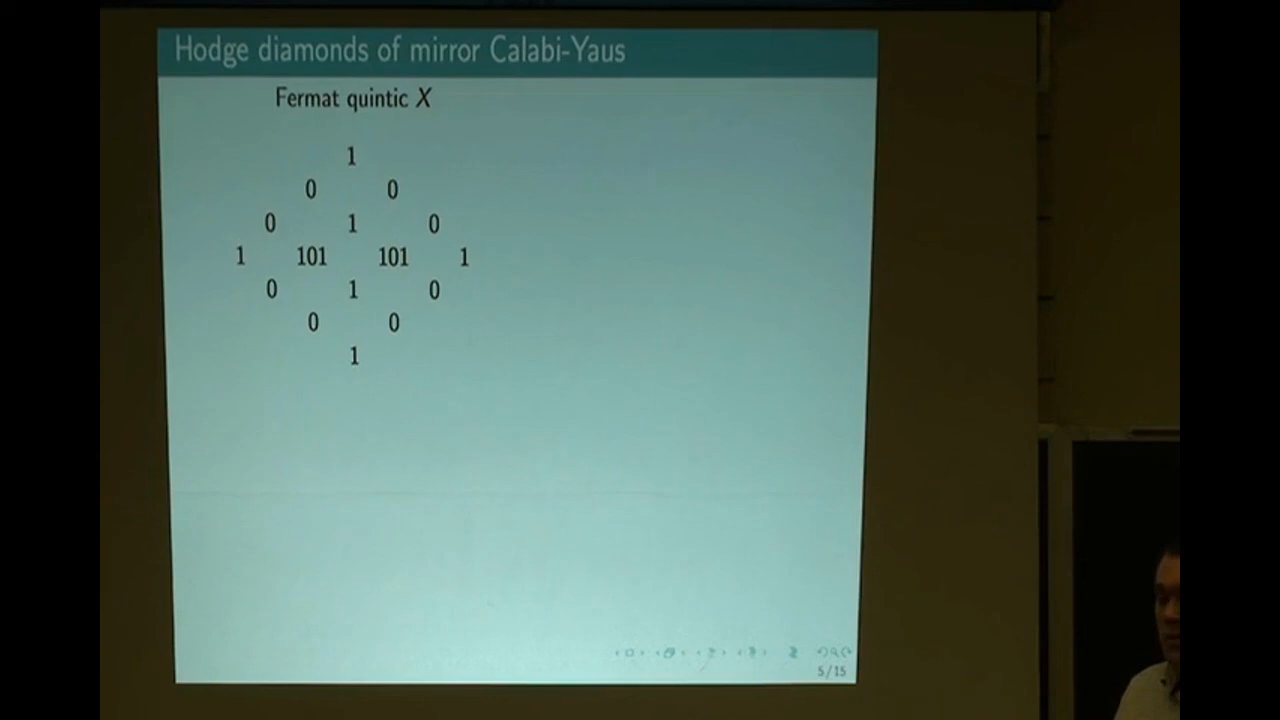 Hodge diamonds of mirror Calabi-Yaus
Fermat quintic X
1
0 0
0 1 0
1 101 101 1
0 1 0
0 0
1
5/15